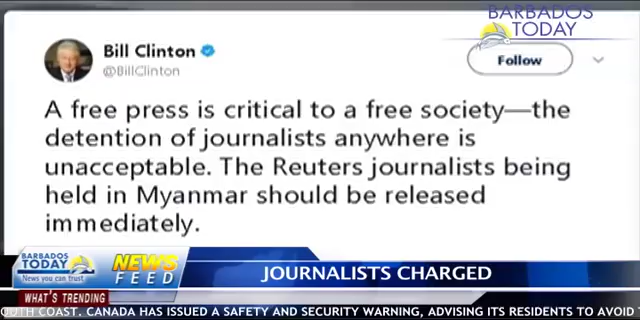 BARBADOS
TODAY
Bill Clinton
@BillClinton
Follow
A free press is critical to a free society—the
detention of journalists anywhere is
unacceptable. The Reuters journalists being
held in Myanmar should be released
immediately.
BARBADOS
TODAY
News you can trust
NEWS
FEED
JOURNALISTS CHARGED
WHAT'S TRENDING
OUTH COAST. CANADA HAS ISSUED A SAFETY AND SECURITY WARNING, ADVISING ITS RESIDENTS TO AVOID